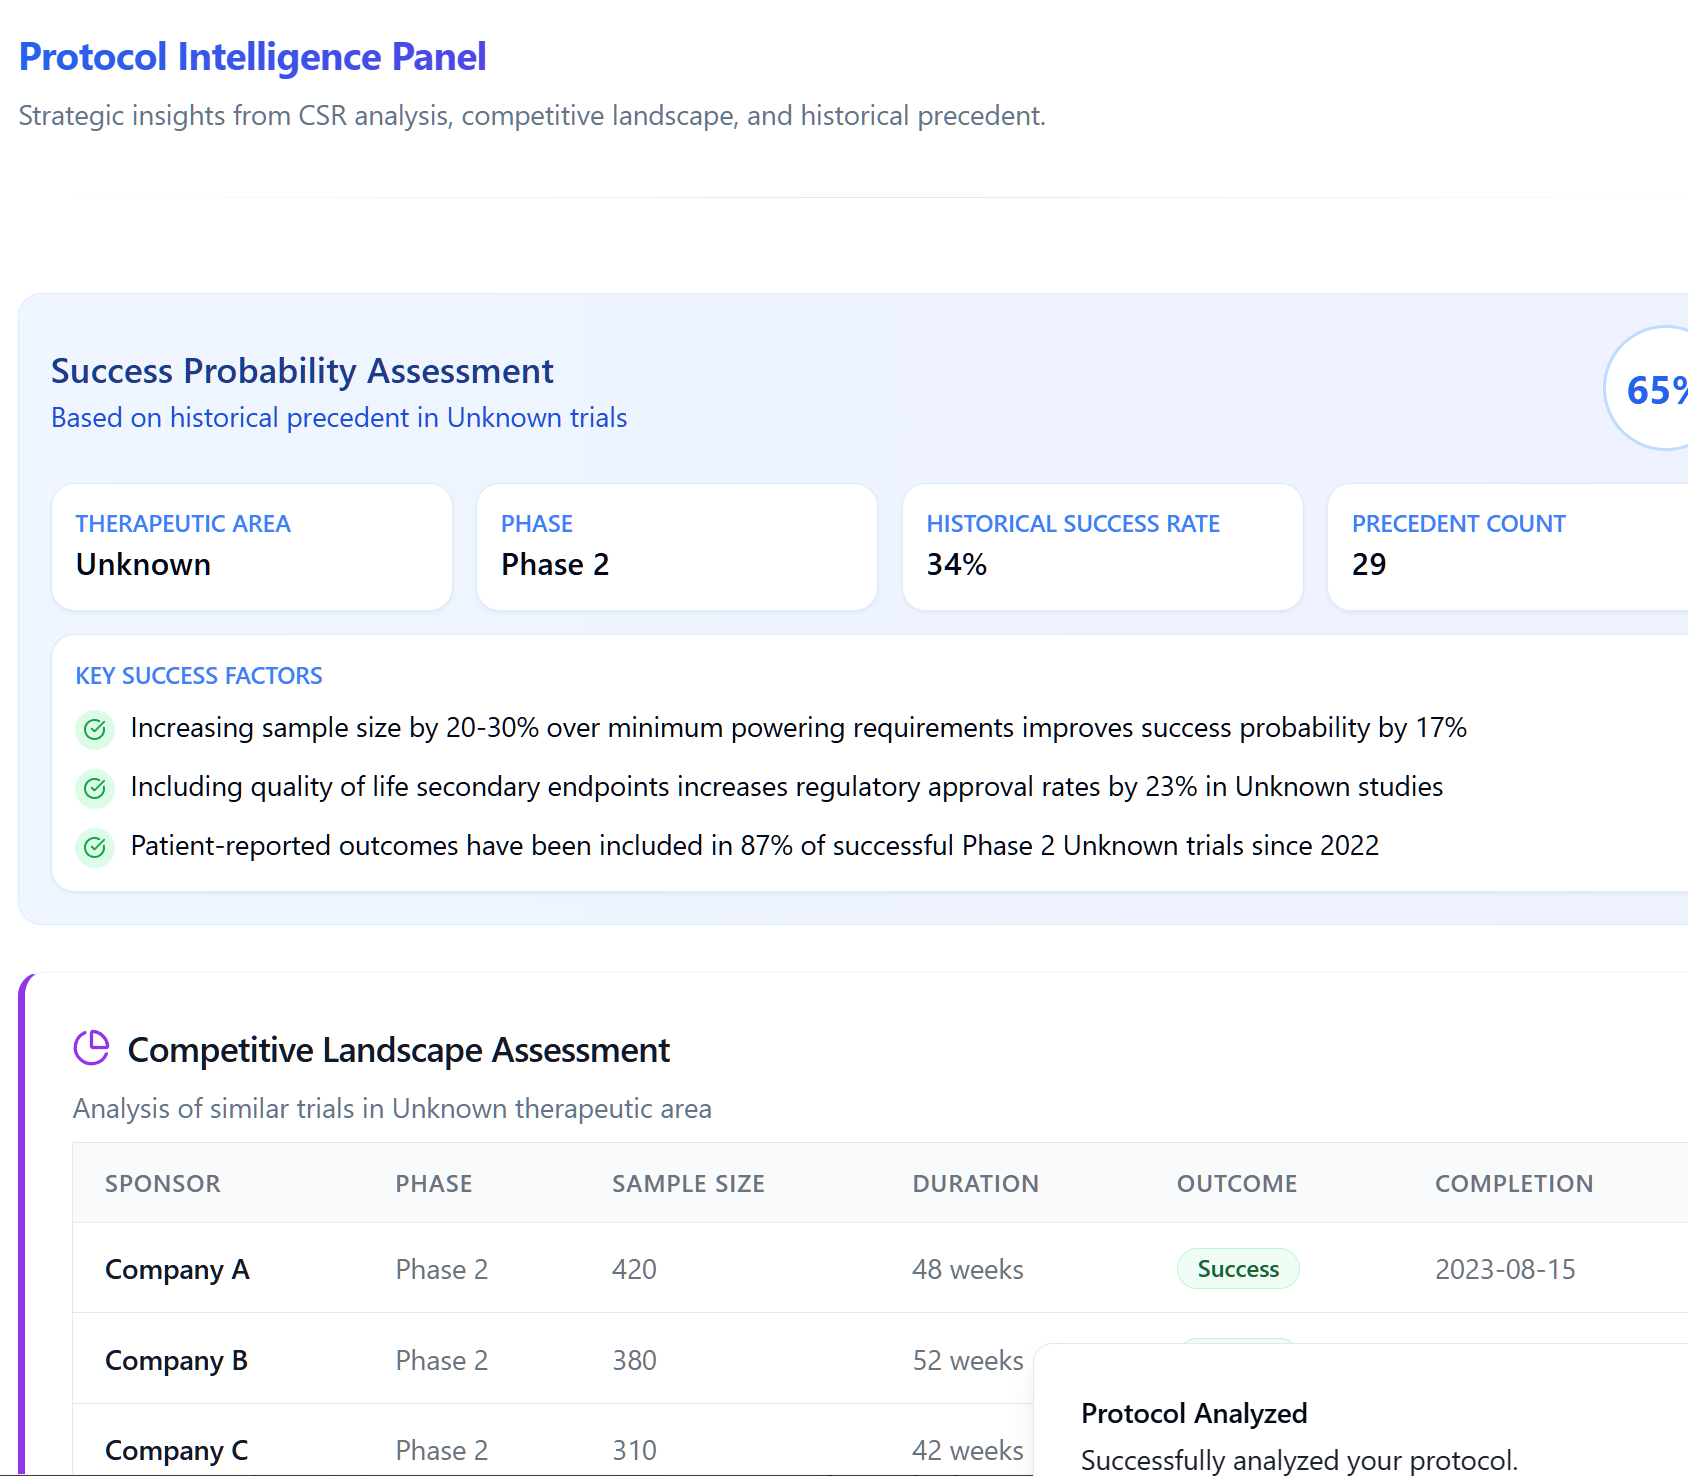 Protocol Intelligence Panel
Strategic insights from CSR analysis, competitive landscape, and historical precedent.
Success Probability Assessment
Based on historical precedent in Unknown trials
65%
THERAPEUTIC AREA
Unknown
PHASE
Phase 2
HISTORICAL SUCCESS RATE
34%
PRECEDENT COUNT
29
KEY SUCCESS FACTORS
Increasing sample size by 20-30% over minimum powering requirements improves success probability by 17%
Including quality of life secondary endpoints increases regulatory approval rates by 23% in Unknown studies
Patient-reported outcomes have been included in 87% of successful Phase 2 Unknown trials since 2022
Competitive Landscape Assessment
Analysis of similar trials in Unknown therapeutic area
SPONSOR PHASE SAMPLE SIZE DURATION OUTCOME COMPLETION
Company A Phase 2 420 48 weeks Success 2023-08-15
Company B Phase 2 380 52 weeks
Company C Phase 2 310 42 weeks
Protocol Analyzed
Successfully analyzed your protocol.